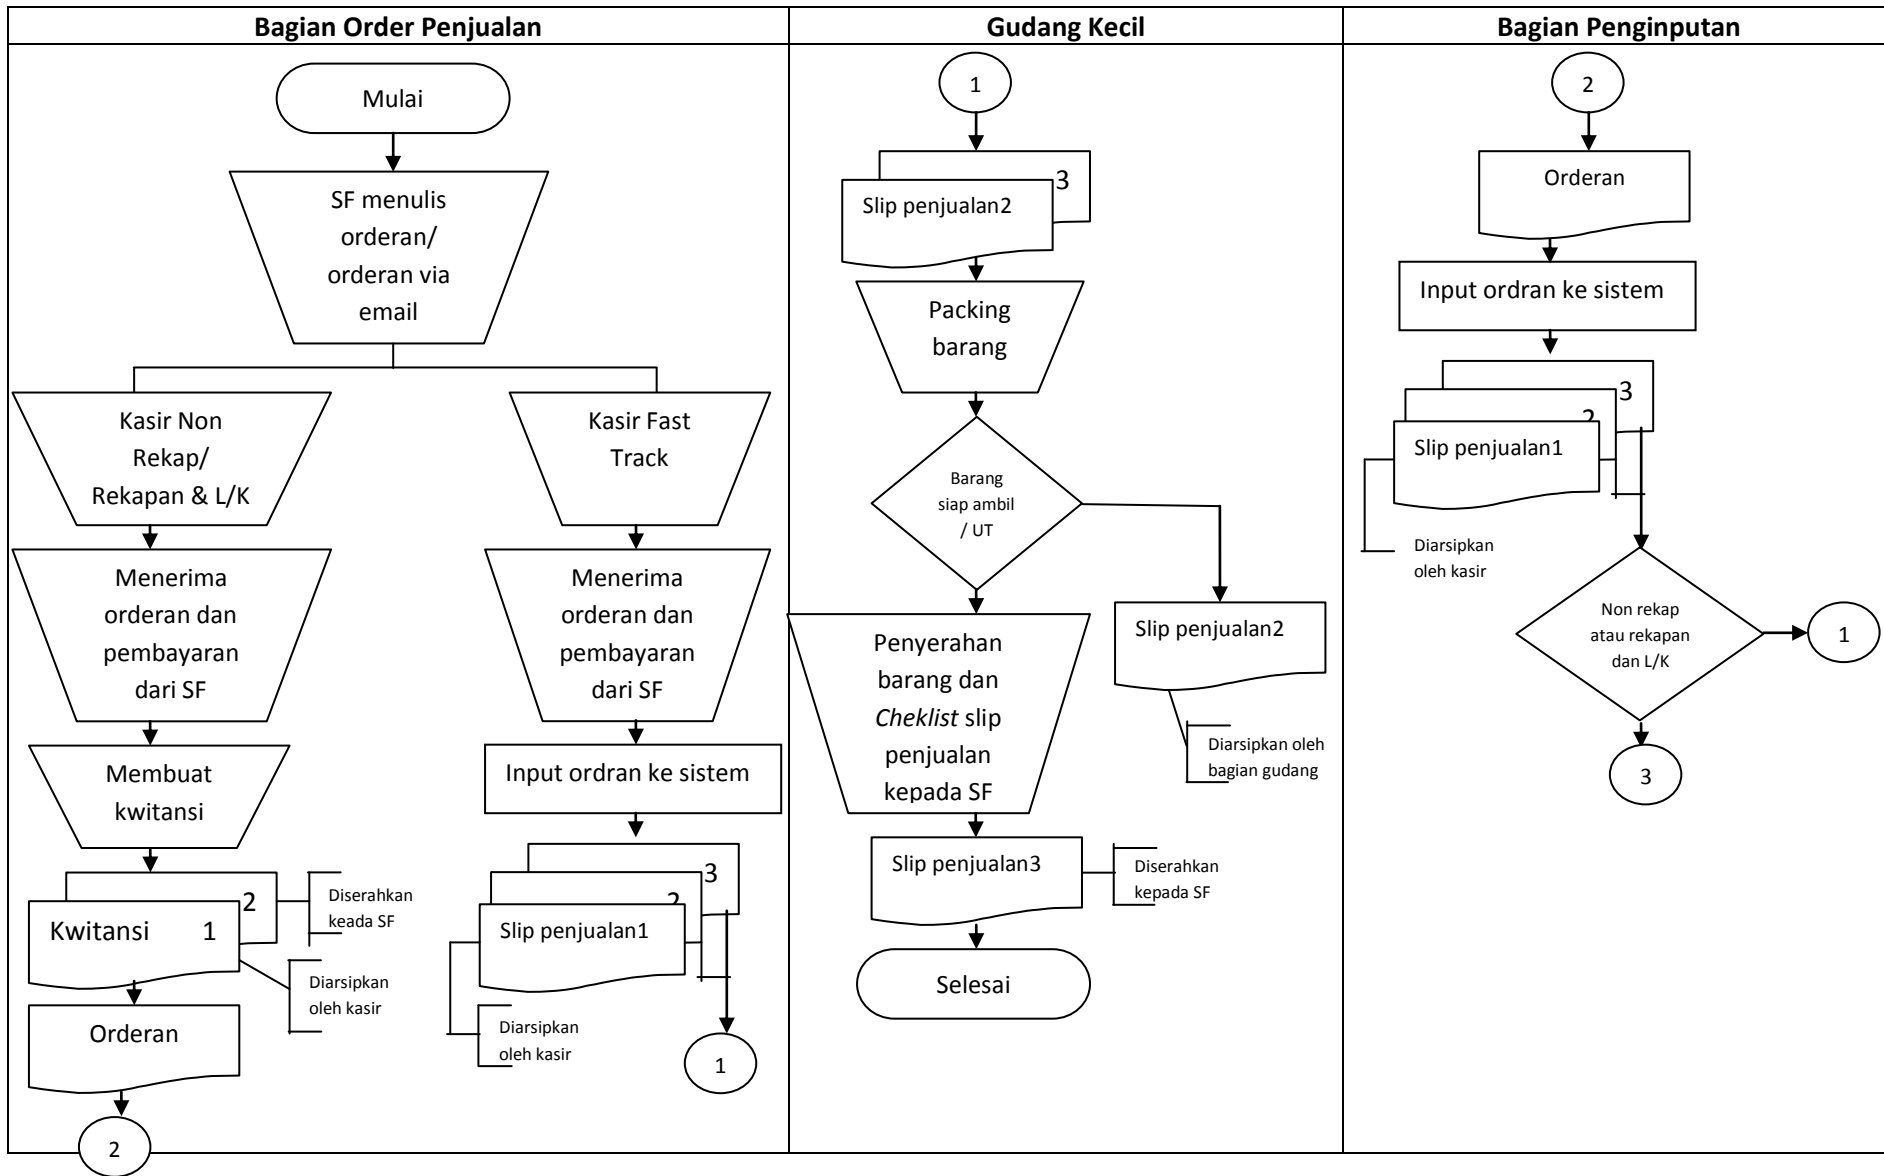 Bagian Order Penjualan
Mulai
SF menulis
orderan/
orderan via
email
Kasir Non
Rekap/
Rekapan & L/K
Menerima
orderan dan
pembayaran
dari SF
Membuat
kwitansi
2
Kwitansi 1
Diserahkan
keada SF
Diarsipkan
oleh kasir
Orderan
2
Kasir Fast
Track
Menerima
orderan dan
pembayaran
dari SF
Input ordran ke sistem
3
2
Slip penjualan1
Diarsipkan
oleh kasir
1
Gudang Kecil
1
3
Slip penjualan2
Packing
barang
Barang
siap ambil
/ UT
Penyerahan
barang dan
Cheklist slip
penjualan
kepada SF
Slip penjualan2
Diarsipkan oleh
bagian gudang
Slip penjualan3
Diserahkan
kepada SF
Selesai
Bagian Penginputan
2
Orderan
Input ordran ke sistem
3
2
Slip penjualan1
Diarsipkan
oleh kasir
Non rekap
atau rekapan
dan L/K
1
3